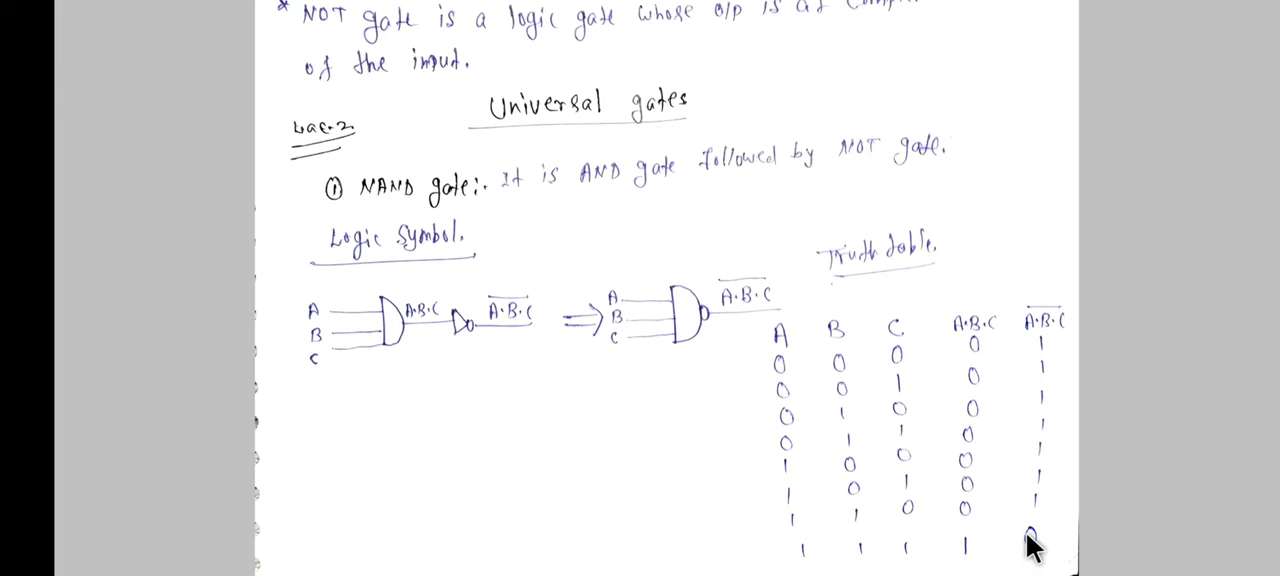 * NOT gate is a logic gate whose o/p is at
of the input.
Universal gates
Lac-2
① NAND gate:. It is AND gate followed by NOT gate.
Logic Symbol.
Truth table.
A A·B·C A·B·C ⇒ A A·B·C
B B
C C
A B C A·B·C A·B·C
0 0 0 0 1
0 0 1 0 1
0 1 0 0 1
0 1 1 0 1
1 0 0 0 1
1 0 1 0 1
1 1 0 0 1
1 1 1 1 0